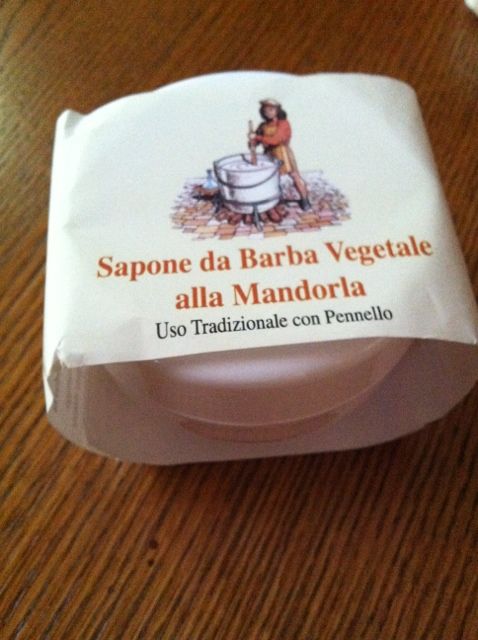 Sapone da Barba Vegetale
alla Mandorla
Uso Tradizionale con Pennello